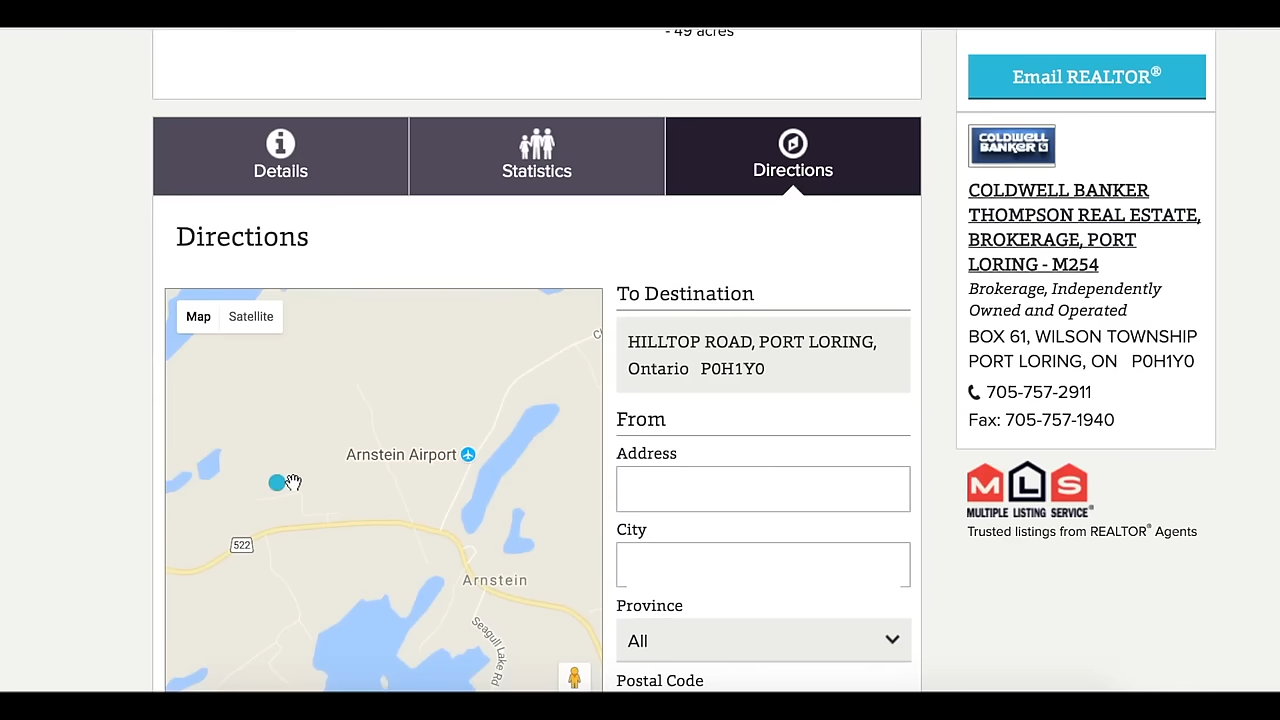 - 49 acres
Email REALTOR®
Details
Statistics
Directions
Directions
Map
Satellite
Arnstein Airport
522
Arnstein
Seagull Lake Rd
To Destination
HILLTOP ROAD, PORT LORING,
Ontario P0H1Y0
From
Address
City
Province
All
Postal Code
COLDWELL
BANKER
COLDWELL BANKER
THOMPSON REAL ESTATE,
BROKERAGE, PORT
LORING - M254
Brokerage, Independently
Owned and Operated
BOX 61, WILSON TOWNSHIP
PORT LORING, ON P0H1Y0
705-757-2911
Fax: 705-757-1940
MLS
MULTIPLE LISTING SERVICE®
Trusted listings from REALTOR® Agents